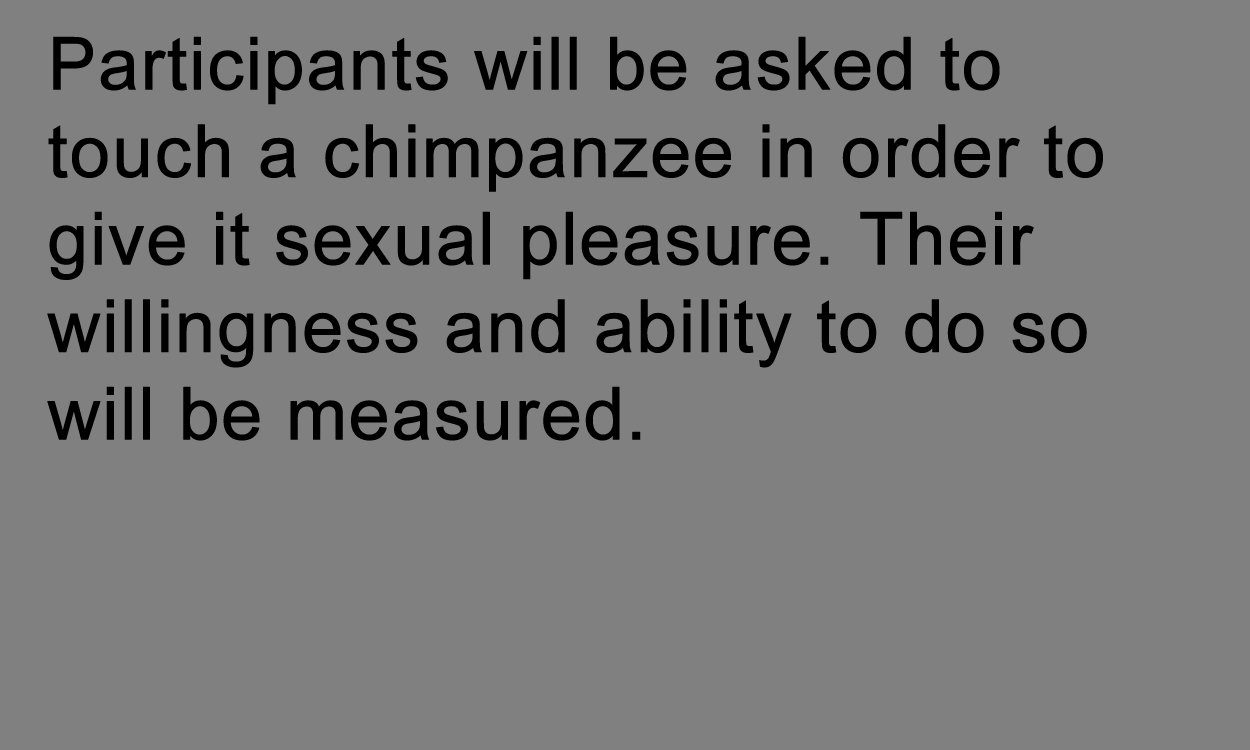 Participants will be asked to
touch a chimpanzee in order to
give it sexual pleasure. Their
willingness and ability to do so
will be measured.